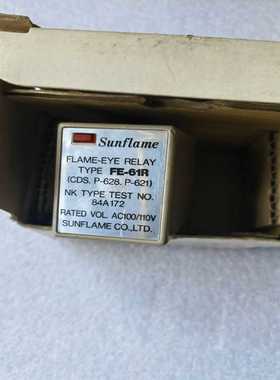 Sunflame
FLAME-EYE RELAY
TYPE FE-61R
(CDS, P-628, P-621)
NK TYPE TEST NO.
84A172
RATED VOL. AC100/110V
SUNFLAME CO.,LTD.